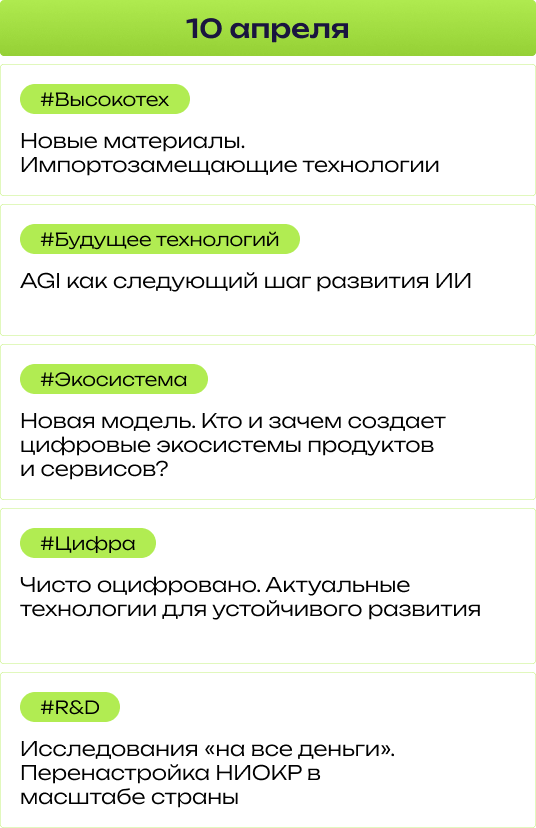 10 апреля
#Высокотех
Новые материалы.
Импортозамещающие технологии
#Будущее технологий
AGI как следующий шаг развития ИИ
#Экосистема
Новая модель. Кто и зачем создает
цифровые экосистемы продуктов
и сервисов?
#Цифра
Чисто оцифровано. Актуальные
технологии для устойчивого развития
#R&D
Исследования «на все деньги».
Перенастройка НИОКР в
масштабе страны